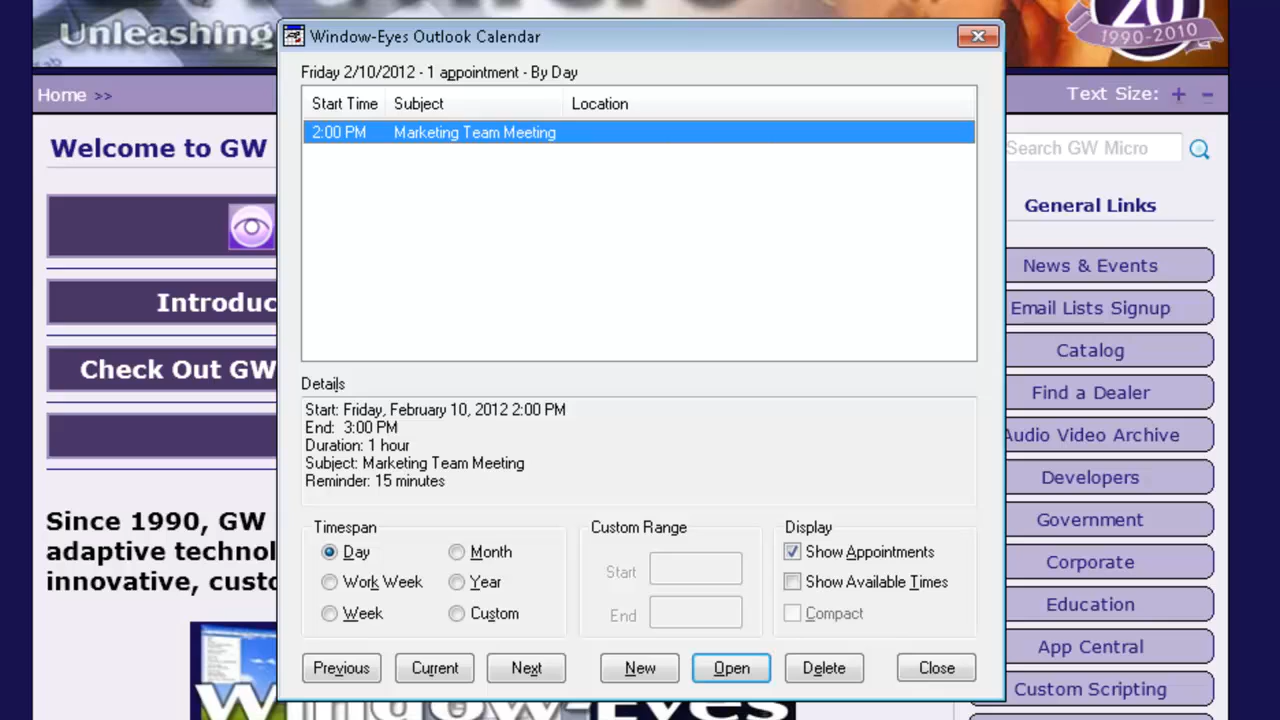 Unleashing
20
1990-2010
Window-Eyes Outlook Calendar
Home >>
Text Size: + -
Friday 2/10/2012 - 1 appointment - By Day
Start Time Subject Location
2:00 PM Marketing Team Meeting
Welcome to GW
Search GW Micro
General Links
News & Events
Introduc
Email Lists Signup
Catalog
Check Out GW
Find a Dealer
Audio Video Archive
Developers
Government
Corporate
Education
App Central
Custom Scripting
Details
Start: Friday, February 10, 2012 2:00 PM
End: 3:00 PM
Duration: 1 hour
Subject: Marketing Team Meeting
Reminder: 15 minutes
Timespan
Day
Month
Work Week
Year
Week
Custom
Custom Range
Start
End
Display
Show Appointments
Show Available Times
Compact
Previous Current Next New Open Delete Close
Since 1990, GW
adaptive technol
innovative, custo
Window-Eyes